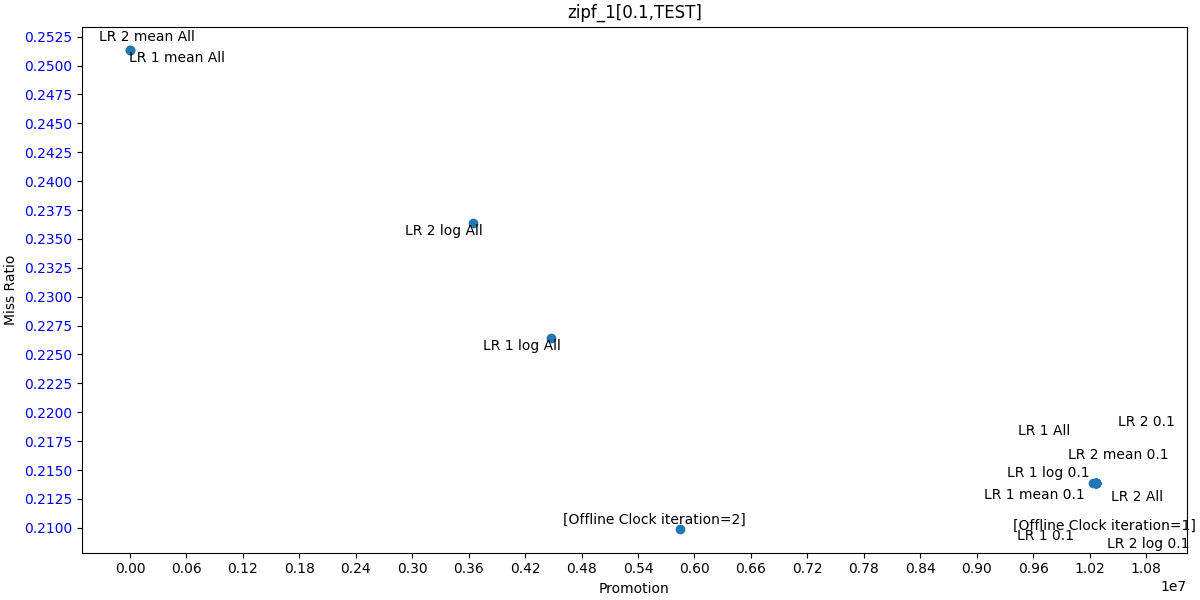 zipf_1[0.1,TEST]
0.2525
0.2500
0.2475
0.2450
0.2425
0.2400
0.2375
0.2350
0.2325
0.2300
0.2275
0.2250
0.2225
0.2200
0.2175
0.2150
0.2125
0.2100
Miss Ratio
LR 2 mean All
LR 1 mean All
LR 2 log All
LR 1 log All
LR 2 0.1
LR 1 All
LR 2 mean 0.1
LR 1 log 0.1
LR 1 mean 0.1
LR 2 All
[Offline Clock iteration=2]
[Offline Clock iteration=1]
LR 1 0.1
LR 2 log 0.1
0.00 0.06 0.12 0.18 0.24 0.30 0.36 0.42 0.48 0.54 0.60 0.66 0.72 0.78 0.84 0.90 0.96 1.02 1.08
1e7
Promotion